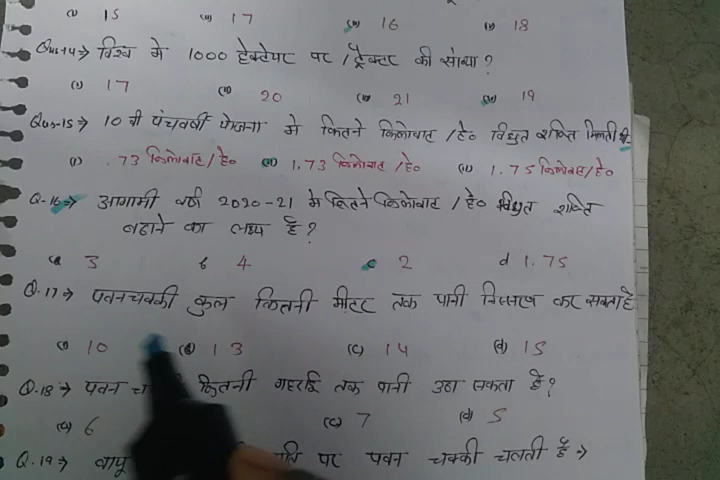 (a) 15 (b) 17 (c) 16 (d) 18
Qus-14→ विश्व मे 1000 हेक्टेयर पर / ट्रैक्टर की संख्या?
(a) 17 (b) 20 (c) 21 (d) 19
Qus-15→ 10 वी पंचवर्षी योजना मे कितने किलोवाट / हे० विधुत शक्ति मिलती थी-
(a) .73 किलोवाट / हे० (b) 1.73 किलोवाट / हे० (c) 1.75 किलोवाट / हे०
Q.16→ आगामी वर्ष 2020-21 मे कितने किलोवाट / हे० विधुत शक्ति
बढाने का लक्ष्य है?
a 3 b 4 c 2 d 1.75
Q.17→ पवनचक्की कुल कितनी मीटर तक पानी निस्सारण कर सकता है
(a) 10 (b) 13 (c) 14 (d) 15
Q.18→ पवन कितनी गहराई तक पानी उठा सकता है?
(a) 6 (c) 7 (d) 5
Q.19→ वायु पर पवन चक्की चलती है →